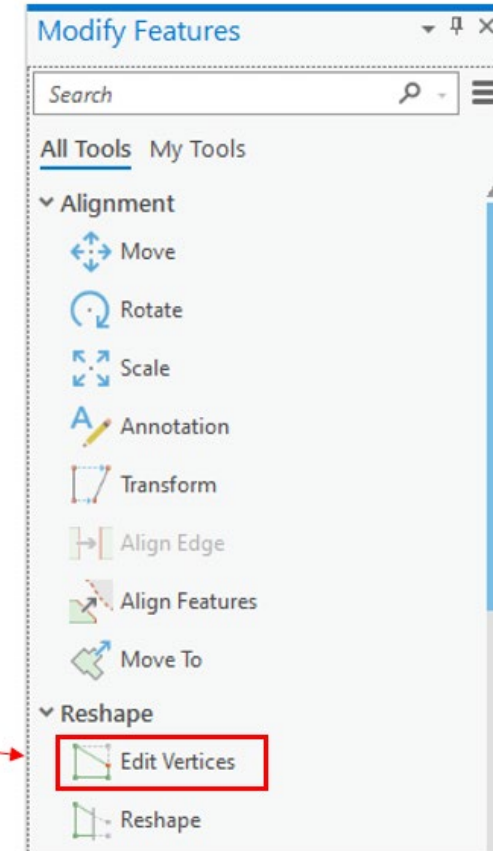 Modify Features
Search
All Tools My Tools
Alignment
Move
Rotate
Scale
Annotation
Transform
Align Edge
Align Features
Move To
Reshape
Edit Vertices
Reshape